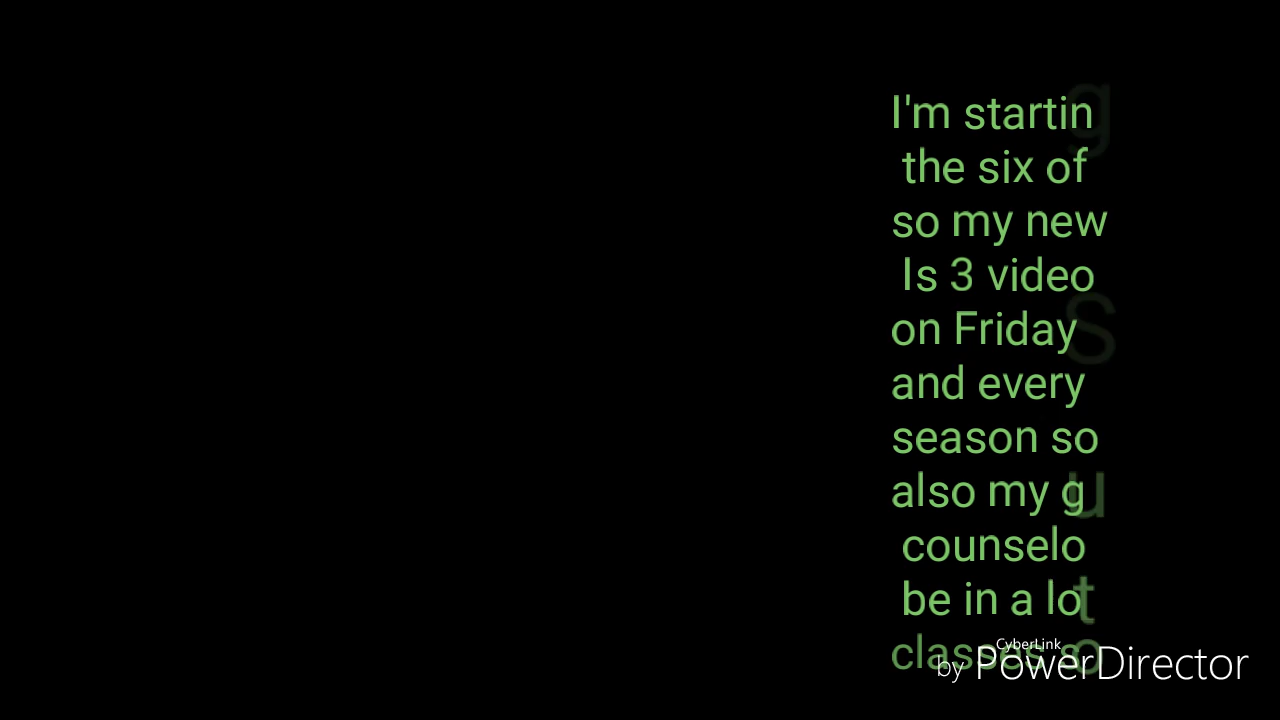 I'm startin
the six of
so my new
Is 3 video
on Friday
and every
season so
also my g
counselo
be in a lo
classes
CyberLink
by PowerDirector